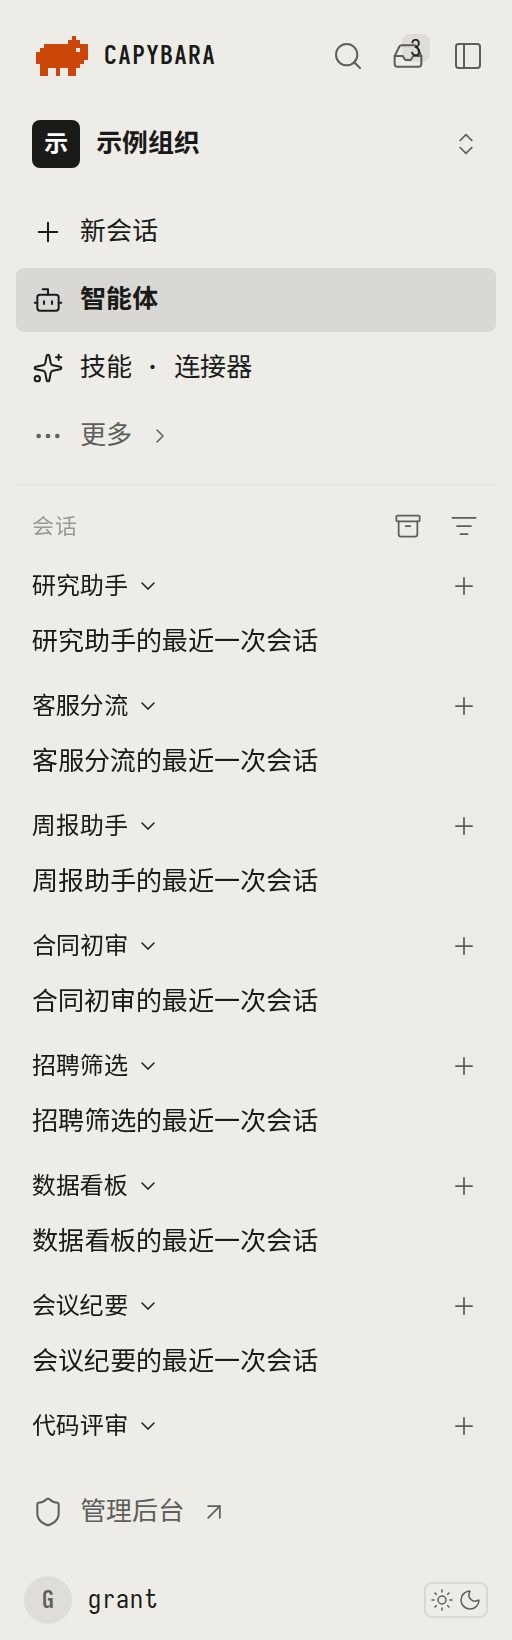 CAPYBARA
3
示 示例组织
新会话
智能体
技能 · 连接器
更多
会话
研究助手
研究助手的最近一次会话
客服分流
客服分流的最近一次会话
周报助手
周报助手的最近一次会话
合同初审
合同初审的最近一次会话
招聘筛选
招聘筛选的最近一次会话
数据看板
数据看板的最近一次会话
会议纪要
会议纪要的最近一次会话
代码评审
管理后台
G grant